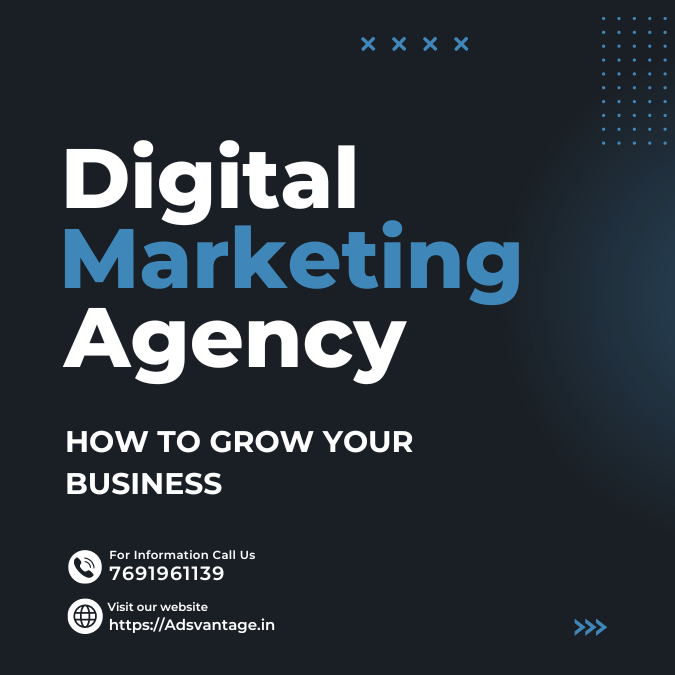 Digital
Marketing
Agency
HOW TO GROW YOUR
BUSINESS
For Information Call Us
7691961139
Visit our website
https://Adsvantage.in